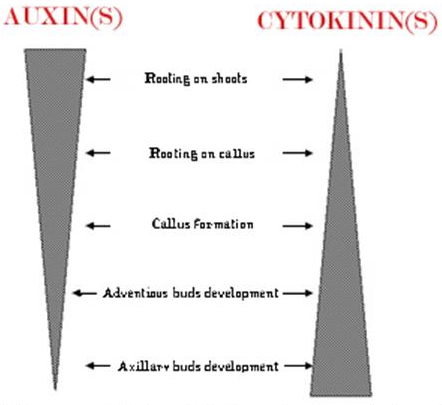 AUXIN(S)
CYTOKININ(S)
Rooting on shoots
Rooting on callus
Callus formation
Adventious buds development
Axillary buds development